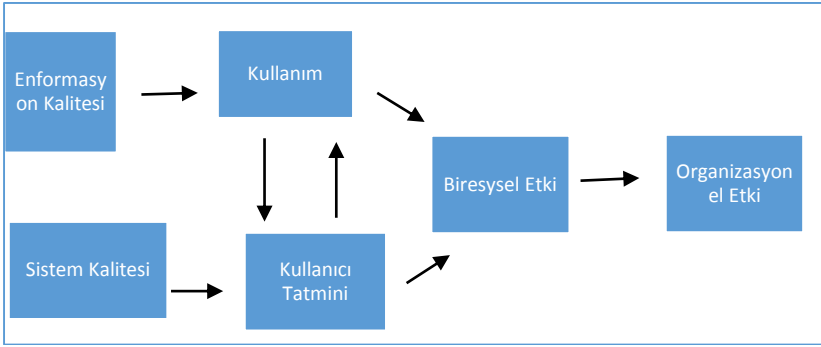 Enformasy
on Kalitesi
Kullanım
Biresysel Etki
Organizasyon
el Etki
Sistem Kalitesi
Kullanıcı
Tatmini